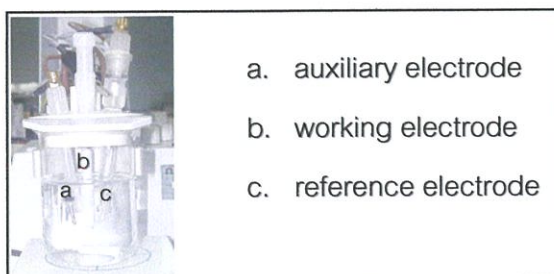 a. auxiliary electrode
b. working electrode
c. reference electrode
b
a c